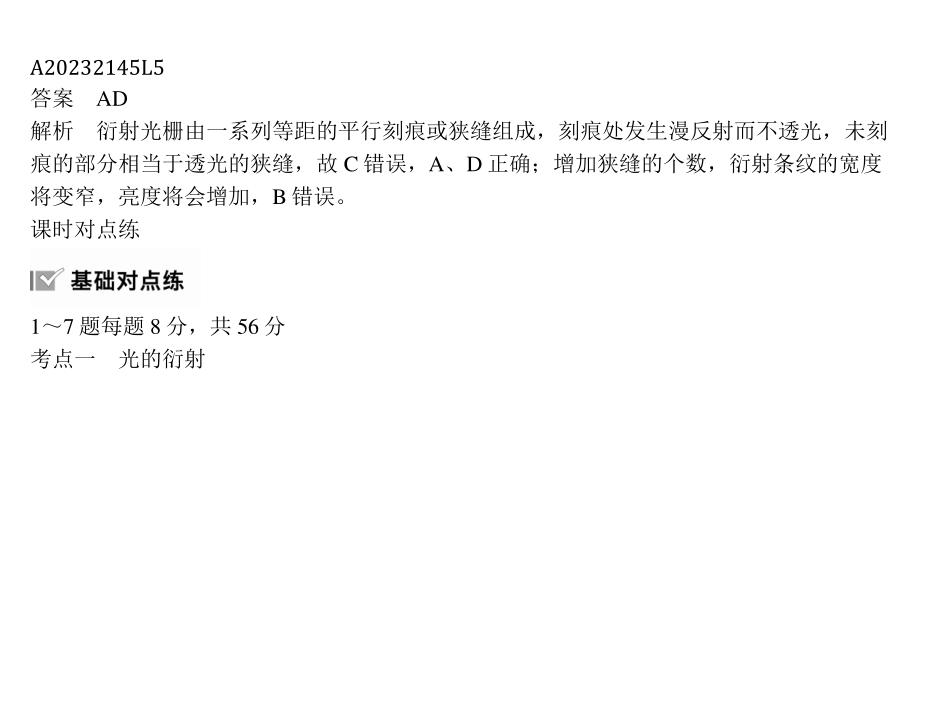 A20232145L5
答案　AD
解析　衍射光栅由一系列等距的平行刻痕或狭缝组成，刻痕处发生漫反射而不透光，未刻
痕的部分相当于透光的狭缝，故 C 错误，A、D 正确；增加狭缝的个数，衍射条纹的宽度
将变窄，亮度将会增加，B 错误。
课时对点练
基础对点练
1～7 题每题 8 分，共 56 分
考点一　光的衍射